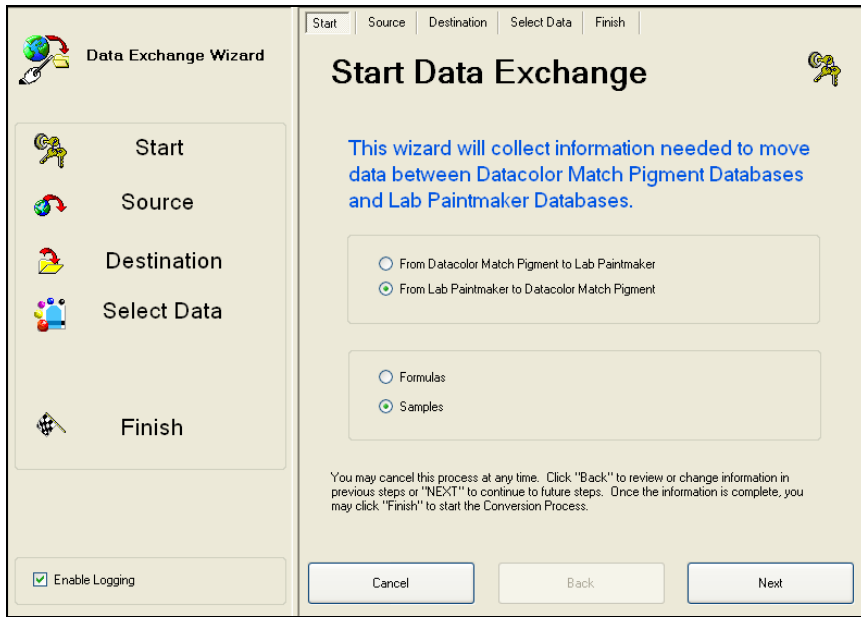 Data Exchange Wizard
Start
Source
Destination
Select Data
Finish
Enable Logging
Start Source Destination Select Data Finish
Start Data Exchange
This wizard will collect information needed to move
data between Datacolor Match Pigment Databases
and Lab Paintmaker Databases.
From Datacolor Match Pigment to Lab Paintmaker
From Lab Paintmaker to Datacolor Match Pigment
Formulas
Samples
You may cancel this process at any time. Click "Back" to review or change information in
previous steps or "NEXT" to continue to future steps. Once the information is complete, you
may click "Finish" to start the Conversion Process.
Cancel Back Next